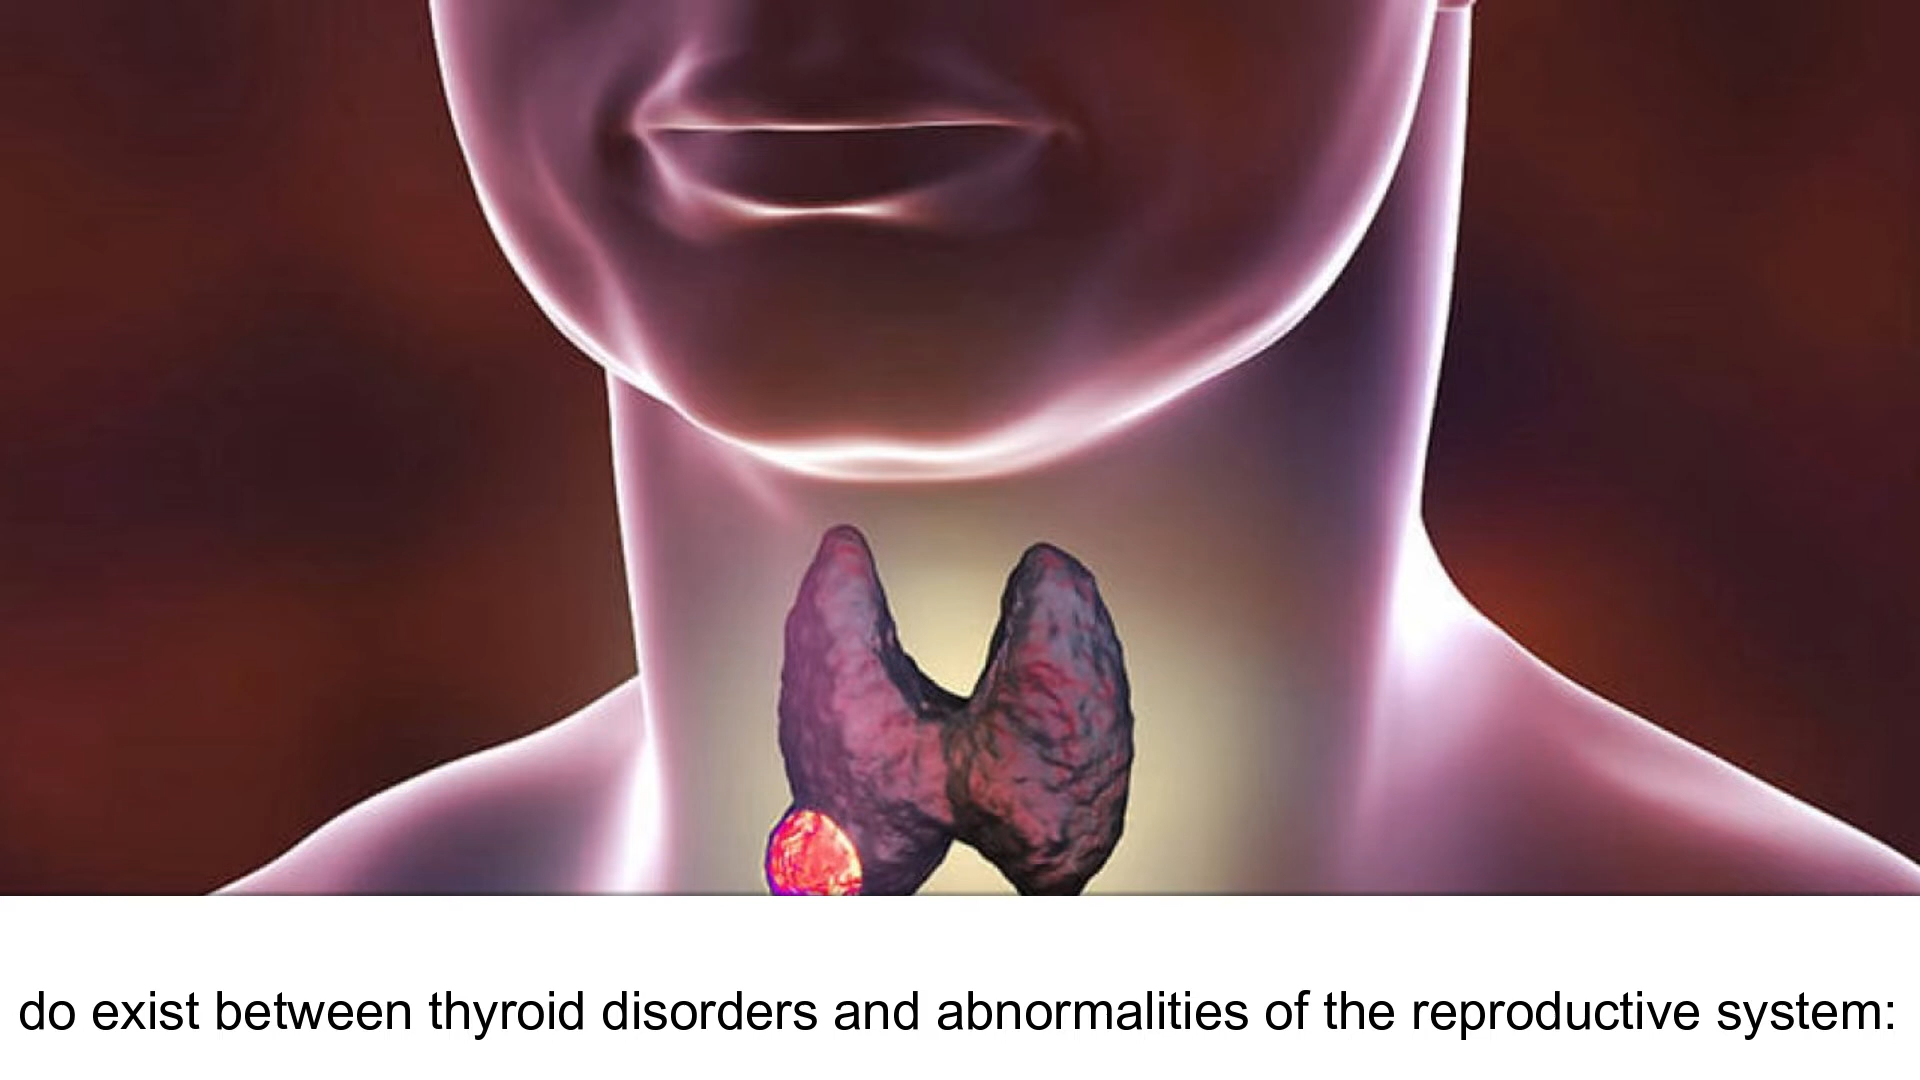 do exist between thyroid disorders and abnormalities of the reproductive system: